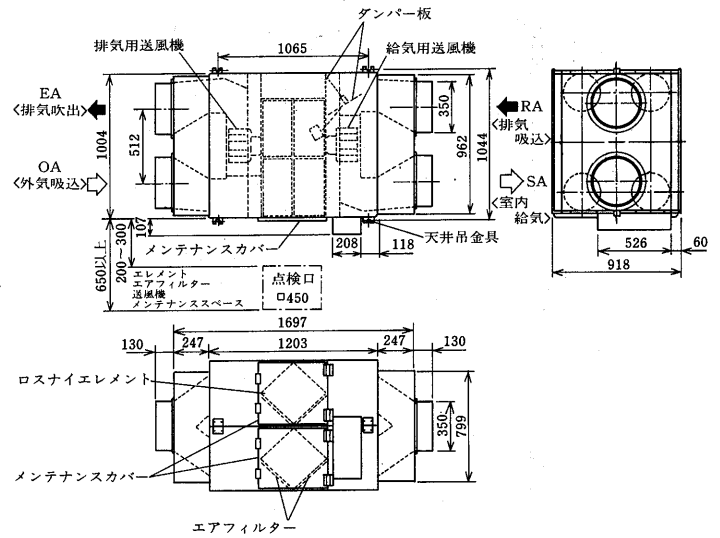 ダンパー板
排気用送風機
1065
給気用送風機
EA
〈排気吹出〉
OA
〈外気吸込〉
1004
512
350
962
1044
RA
〈排気
吸込〉
SA
〈室内
給気〉
メンテナンスカバー
107
208
118
天井吊金具
526
60
918
650以上
200～300
エレメント
エアフィルター
送風機
メンテナンススペース
点検口
□450
1697
130
247
1203
247
130
ロスナイエレメント
350
799
メンテナンスカバー
エアフィルター